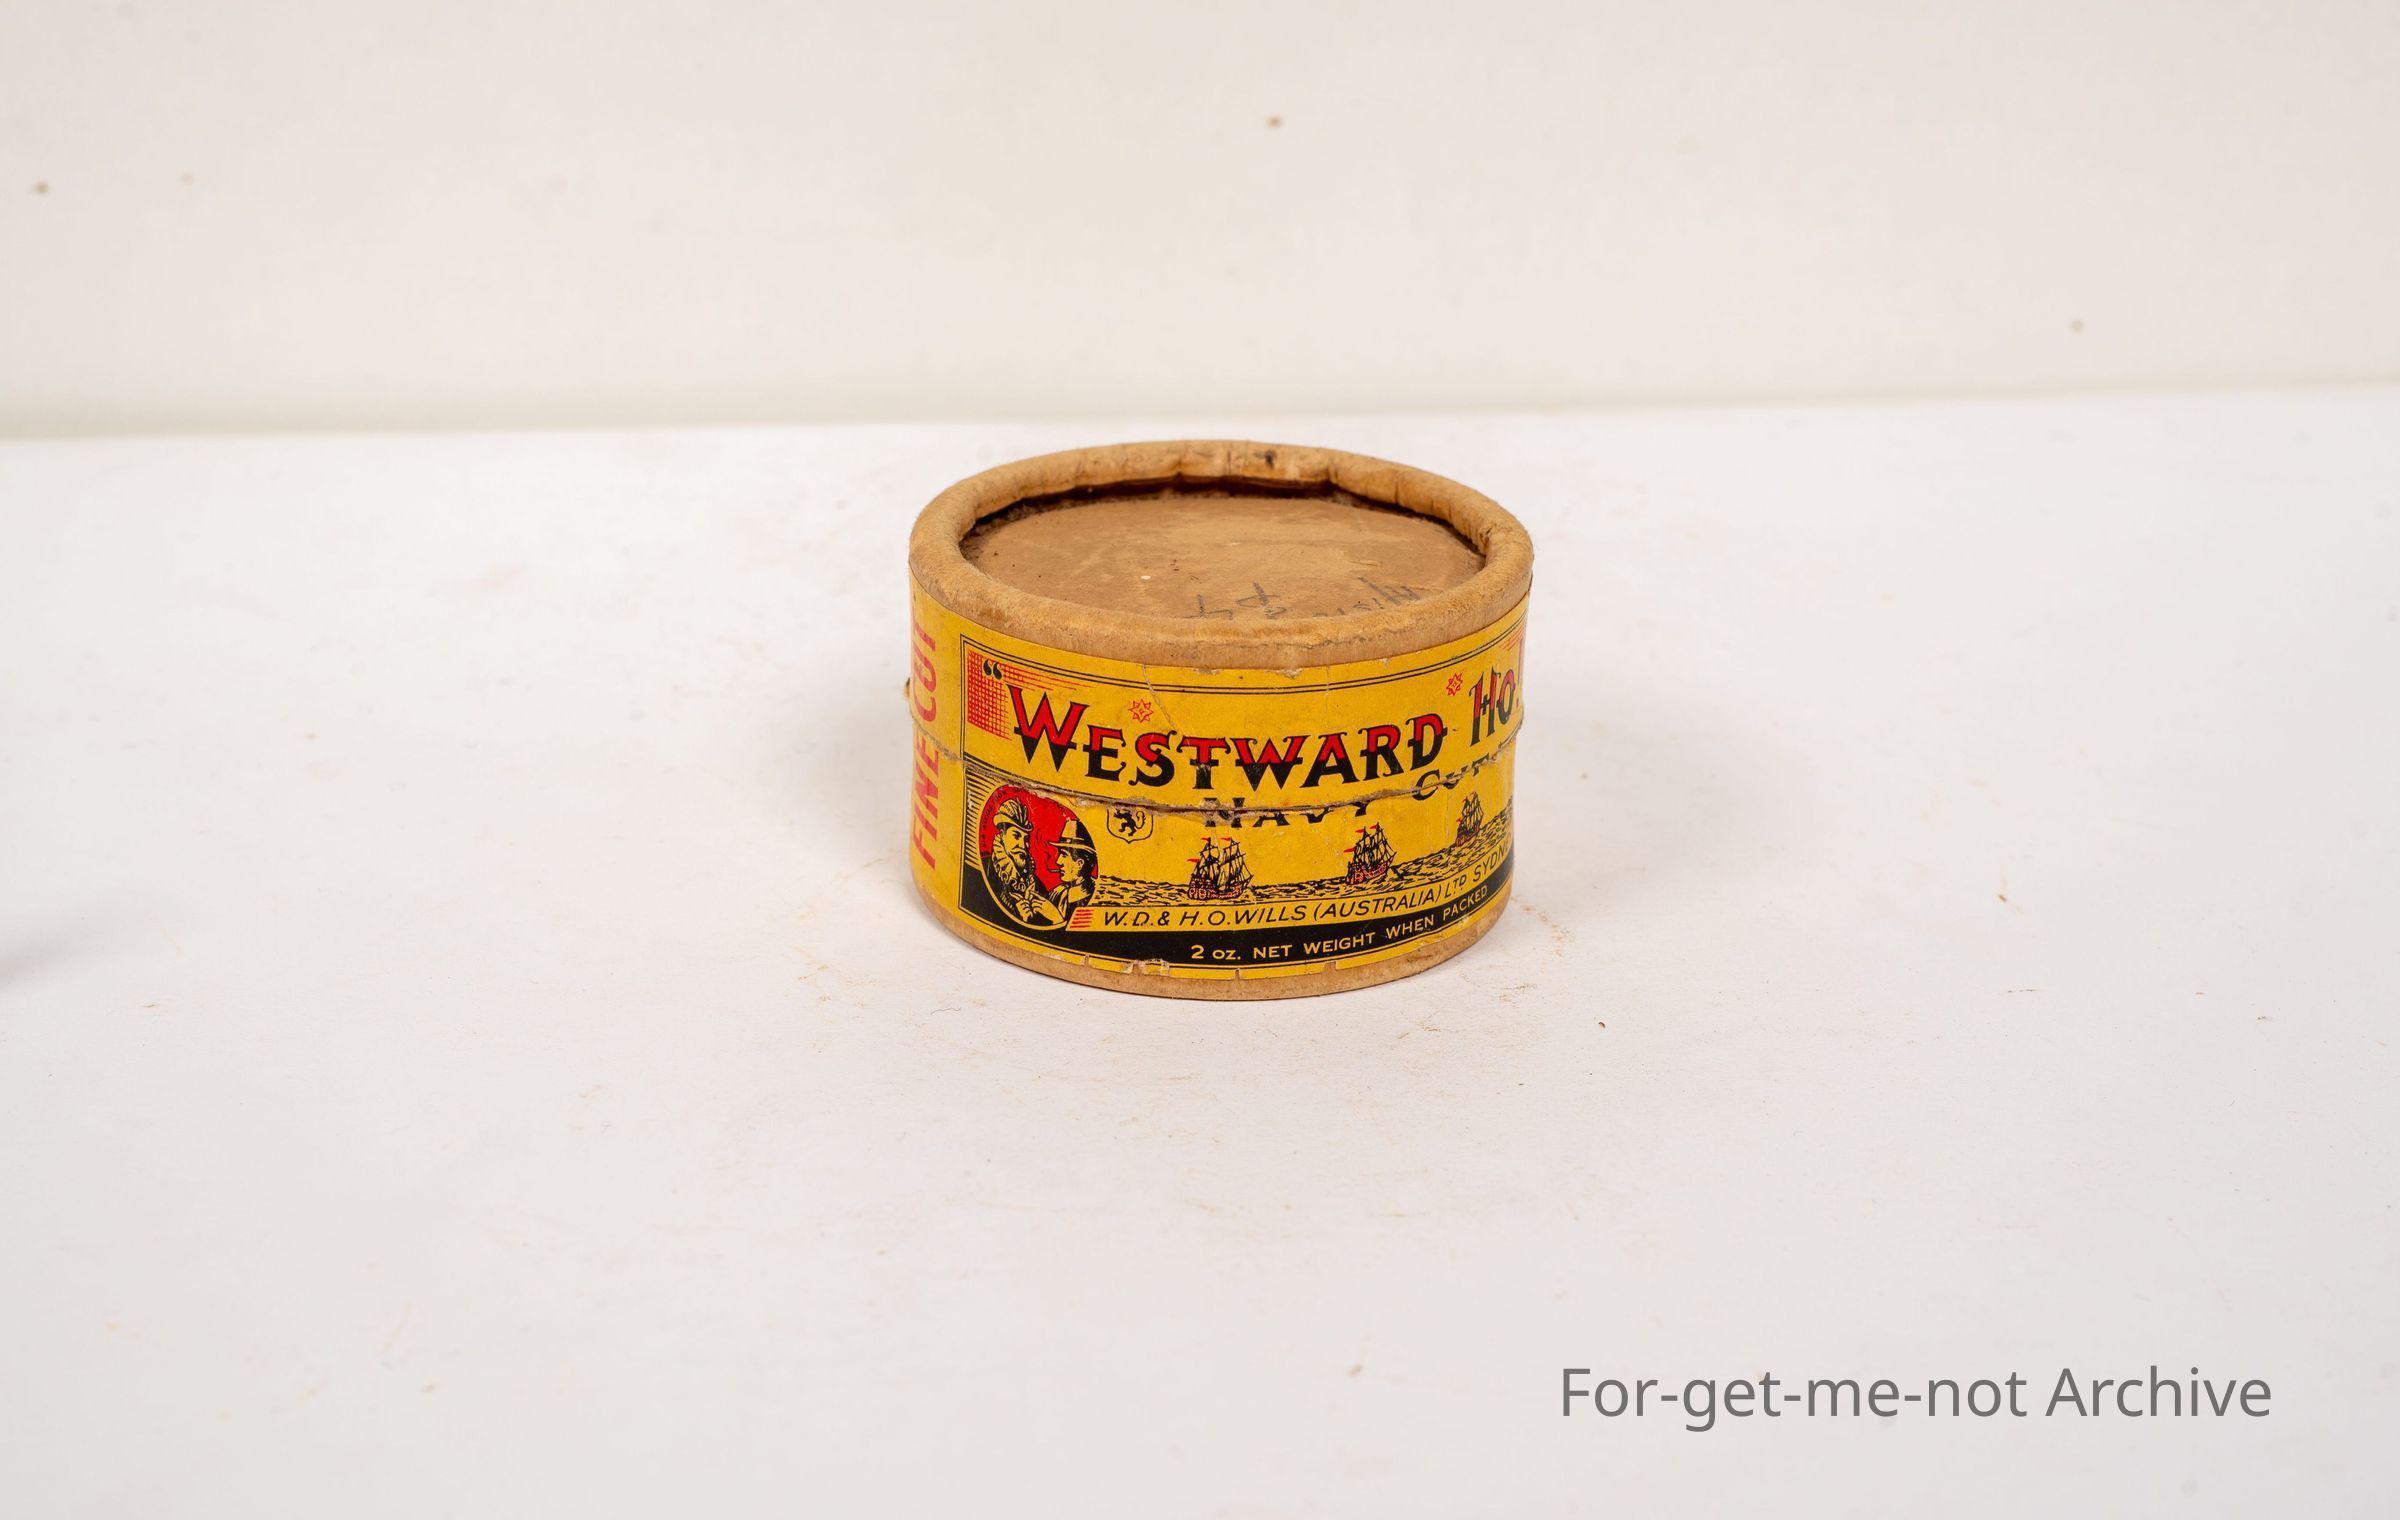 FINE CUT
"WESTWARD HO!
NAVY CUT
W.D. & H.O. WILLS (AUSTRALIA) LTD SYDNEY
2 OZ. NET WEIGHT WHEN PACKED
For-get-me-not Archive